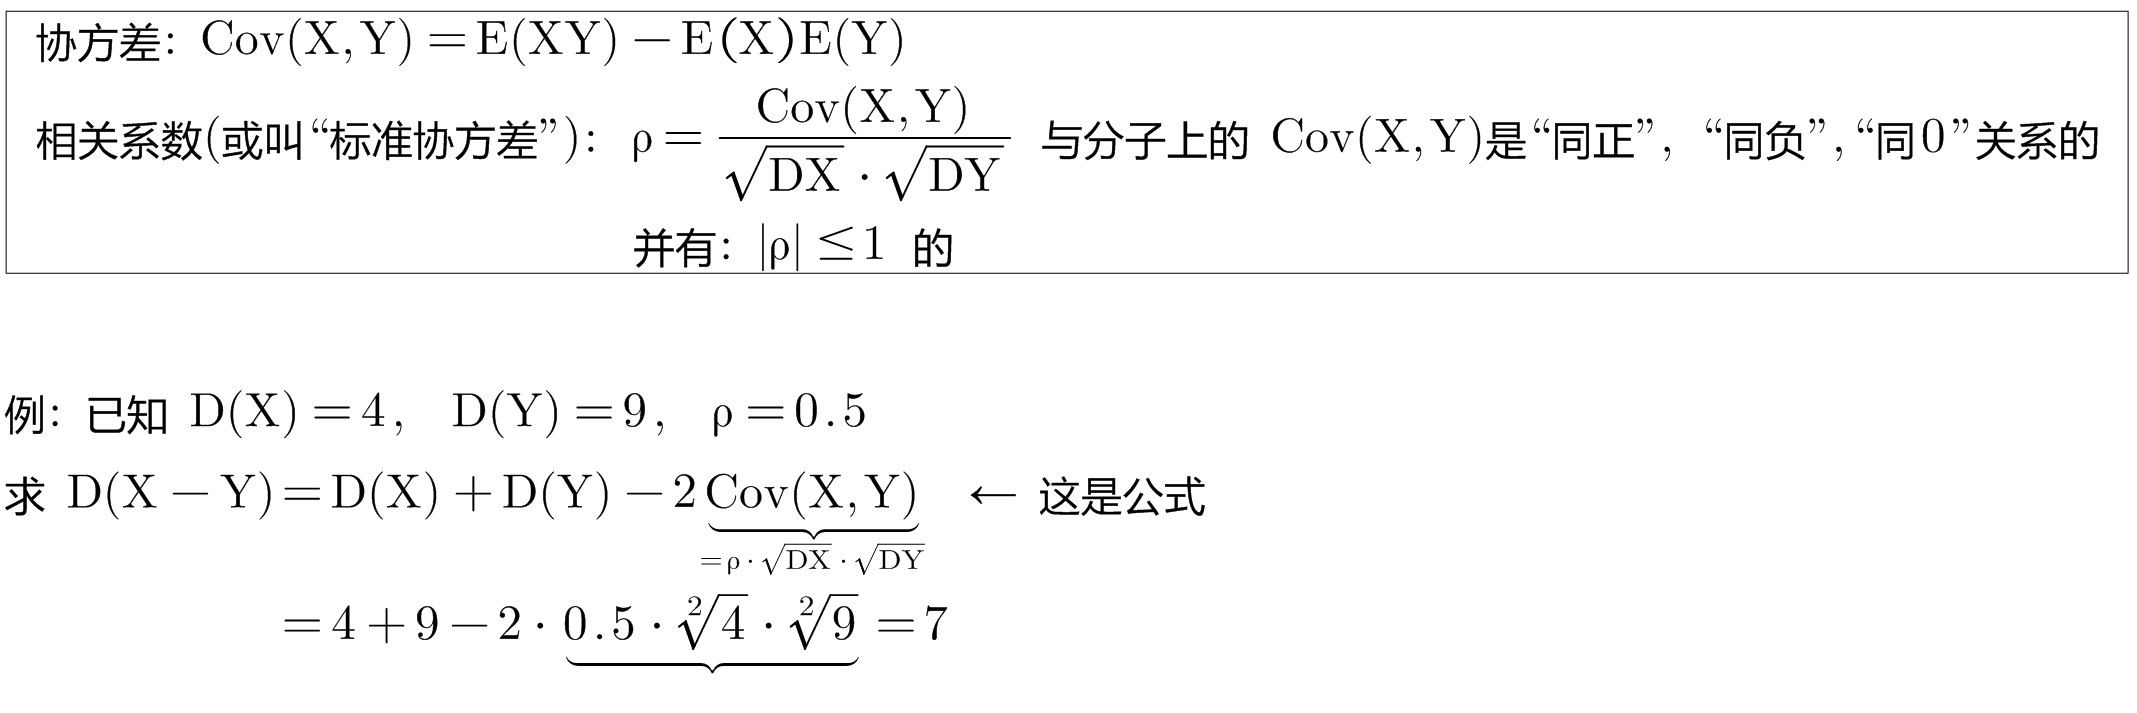 协方差: Cov(X,Y) = E(XY) − E(X)E(Y)
相关系数(或叫“标准协方差”): ρ = Cov(X,Y) / (√DX · √DY) 与分子上的 Cov(X,Y)是“同正”, “同负”,“同0”关系的
并有: |ρ| ≤ 1 的
例: 已知 D(X) = 4, D(Y) = 9, ρ = 0.5
求 D(X − Y) = D(X) + D(Y) − 2 Cov(X,Y) ← 这是公式
= ρ · √DX · √DY
= 4 + 9 − 2 · 0.5 · ²√4 · ²√9 = 7